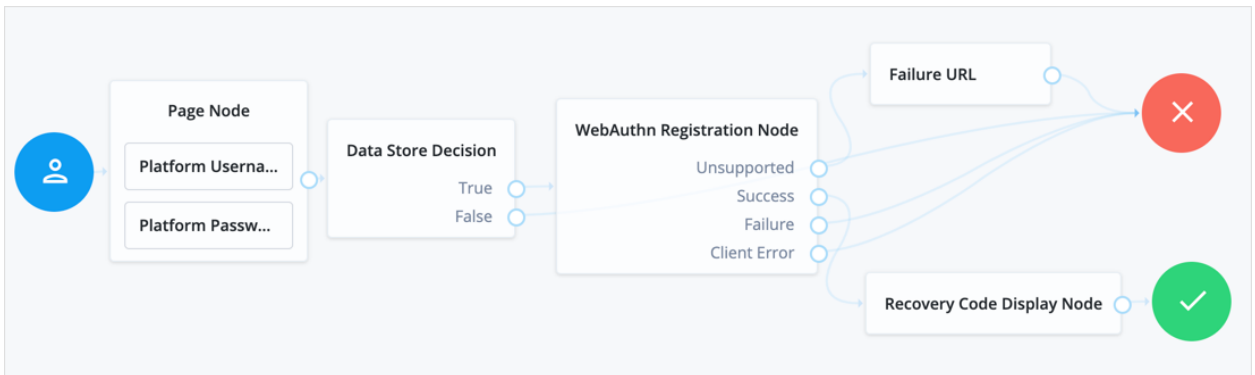 Page Node
Platform Userna...
Platform Passw...
Data Store Decision
True
False
WebAuthn Registration Node
Unsupported
Success
Failure
Client Error
Failure URL
Recovery Code Display Node